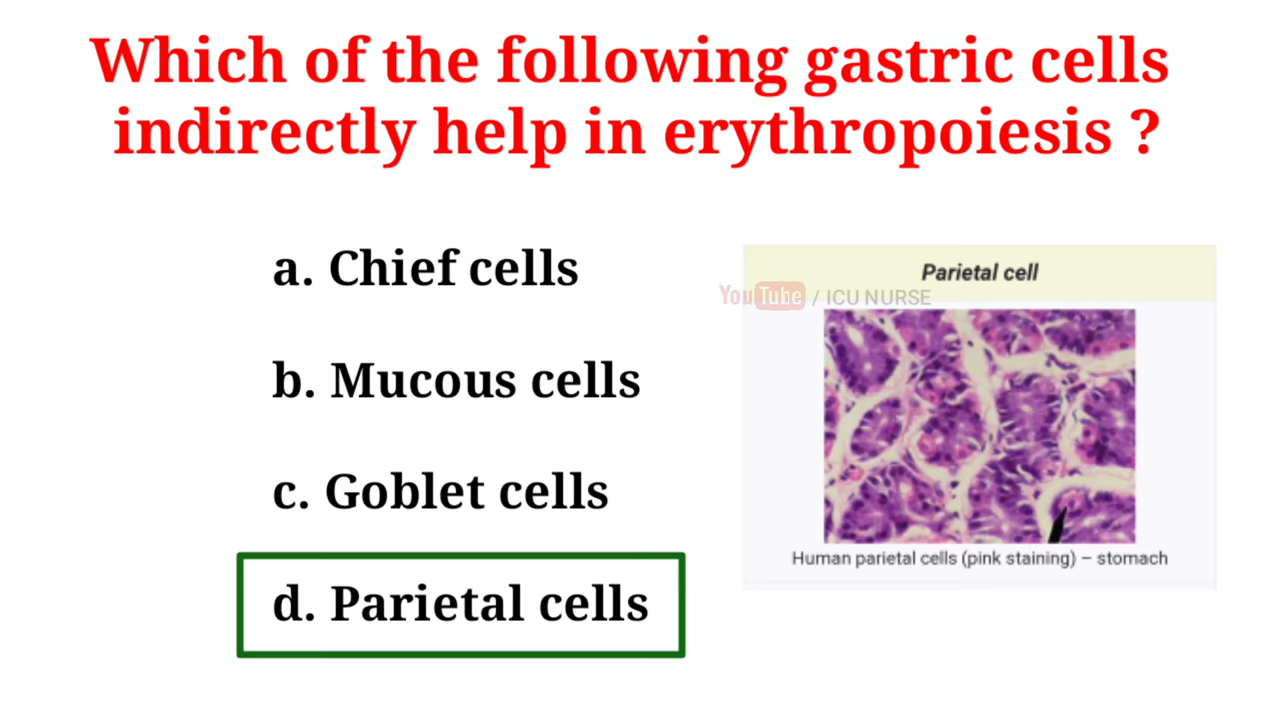 Which of the following gastric cells
indirectly help in erythropoiesis ?
a. Chief cells
b. Mucous cells
c. Goblet cells
d. Parietal cells
Parietal cell
YouTube / ICU NURSE
Human parietal cells (pink staining) – stomach